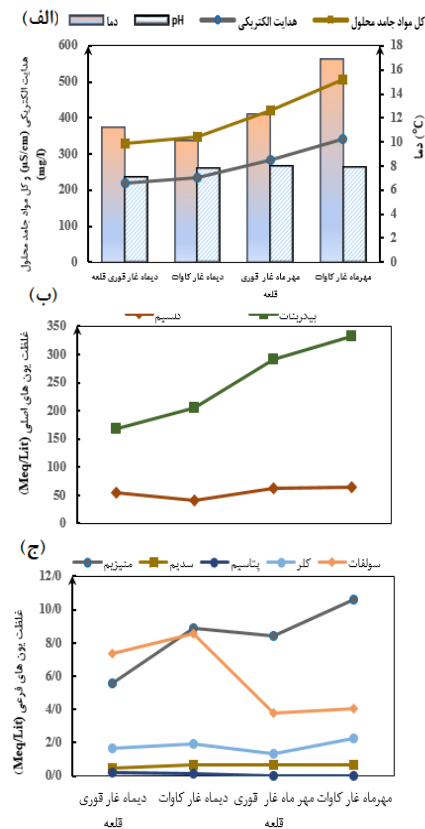 (الف)
دما pH هدایت الکتریکی کل مواد جامد محلول
هدایت الکتریکی (µS/cm) و کل مواد جامد محلول
(mg/l)
600
500
400
300
200
100
0
18
16
14
12
10
8
6
4
2
0
دما (°C)
دیماه غار قوری قلعه
دیماه غار کاوات
مهر ماه غار قوری
قلعه
مهرماه غار کاوات
(ب)
کلسیم بیکربنات
غلظت یون های اصلی (Meq/Lit)
350
300
250
200
150
100
50
0
(ج)
منیزیم سدیم پتاسیم کلر سولفات
غلظت یون های فرعی (Meq/Lit)
12/0
10/0
8/0
6/0
4/0
2/0
0/0
دیماه غار قوری
قلعه
دیماه غار کاوات
مهر ماه غار قوری
قلعه
مهرماه غار کاوات